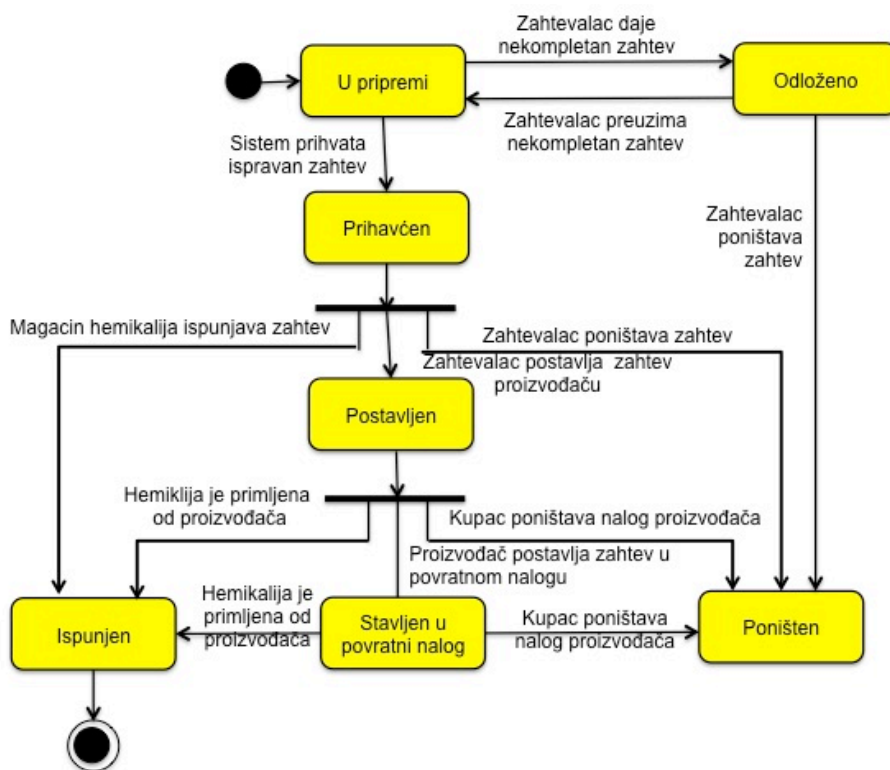 Zahtevalac daje
nekompletan zahtev
U pripremi
Odloženo
Zahtevalac preuzima
nekompletan zahtev
Sistem prihvata
ispravan zahtev
Prihavćen
Zahtevalac
poništava
zahtev
Magacin hemikalija ispunjava zahtev
Zahtevalac poništava zahtev
Zahtevalac postavlja zahtev
proizvođaču
Postavljen
Hemiklija je primljena
od proizvođača
Kupac poništava nalog proizvođača
Proizvođač postavlja zahtev u
povratnom nalogu
Hemikalija je
primljena od
proizvođača
Ispunjen
Stavljen u
povratni nalog
Kupac poništava
nalog proizvođača
Poništen